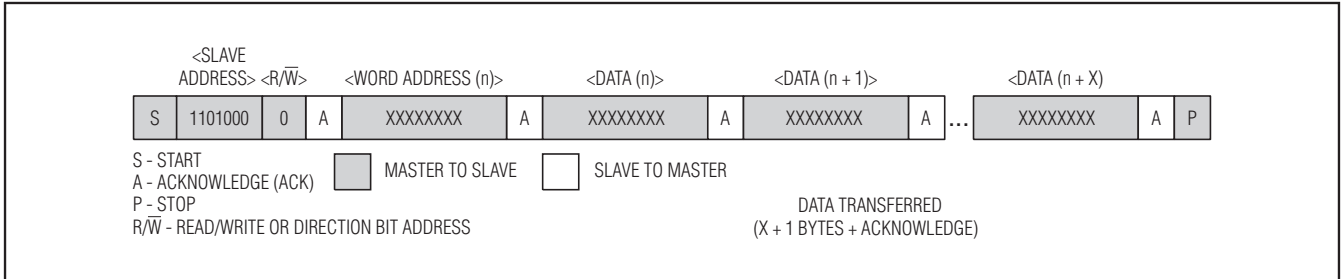 <SLAVE
ADDRESS> <R/W̅> <WORD ADDRESS (n)> <DATA (n)> <DATA (n + 1)> <DATA (n + X)
S 1101000 0 A XXXXXXXX A XXXXXXXX A XXXXXXXX A ... XXXXXXXX A P
S - START
A - ACKNOWLEDGE (ACK) MASTER TO SLAVE SLAVE TO MASTER
P - STOP DATA TRANSFERRED
R/W̅ - READ/WRITE OR DIRECTION BIT ADDRESS (X + 1 BYTES + ACKNOWLEDGE)